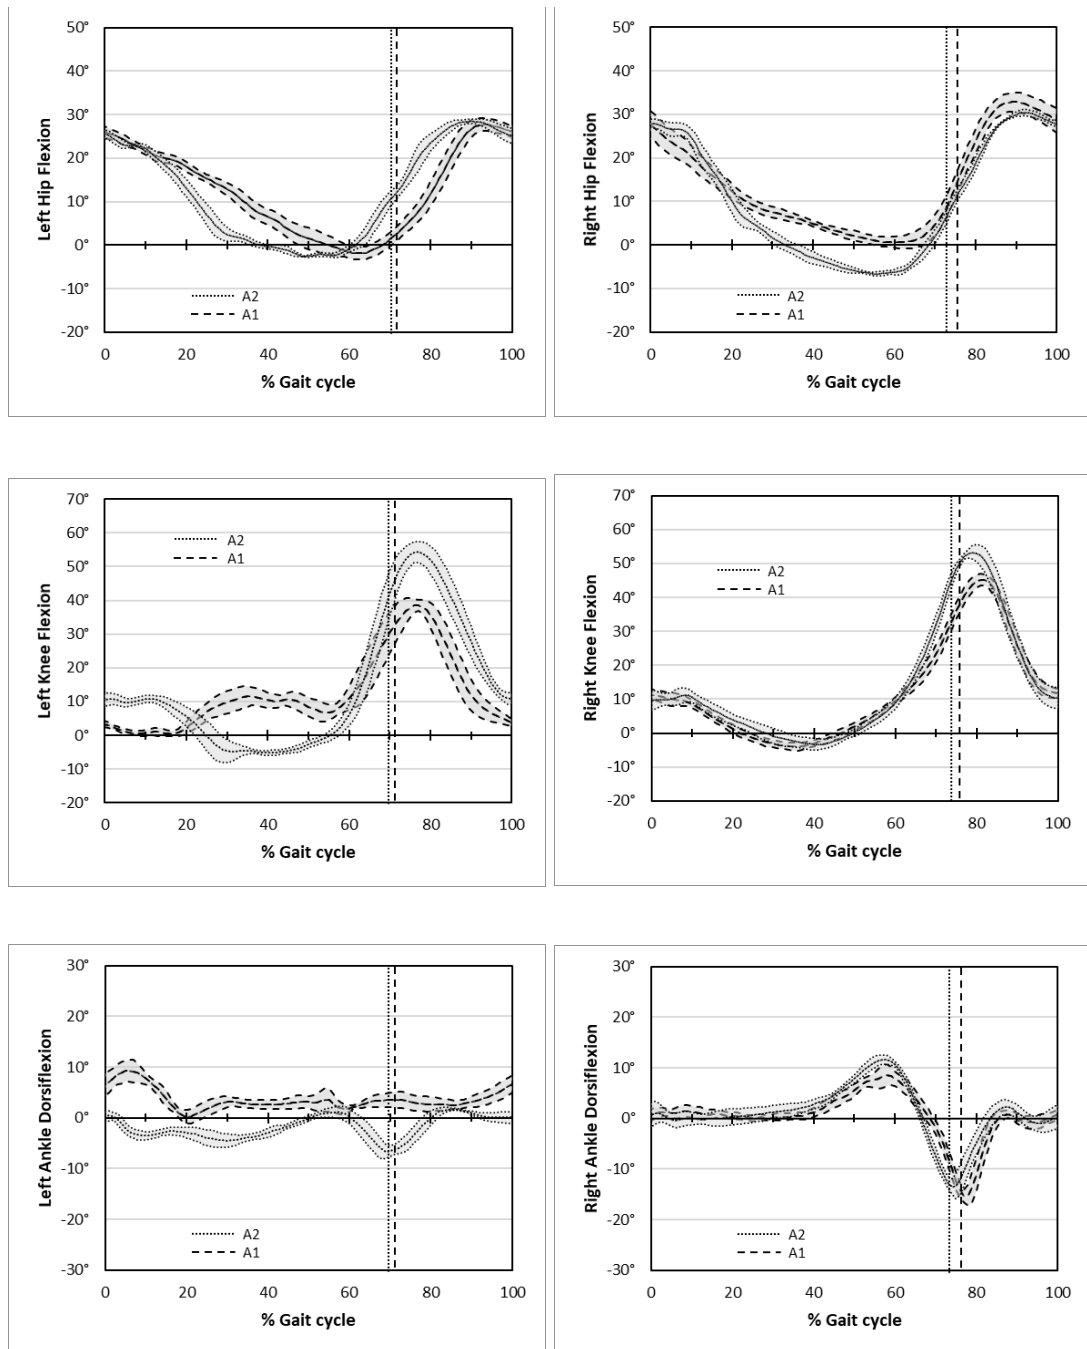 Left Hip Flexion
50°
40°
30°
20°
10°
0°
-10°
-20°
A2
A1
0 20 40 60 80 100
% Gait cycle
Right Hip Flexion
50°
40°
30°
20°
10°
0°
-10°
-20°
A2
A1
0 20 40 60 80 100
% Gait cycle
Left Knee Flexion
70°
60°
50°
40°
30°
20°
10°
0°
-10°
-20°
A2
A1
0 20 40 60 80 100
% Gait cycle
Right Knee Flexion
70°
60°
50°
40°
30°
20°
10°
0°
-10°
-20°
A2
A1
0 20 40 60 80 100
% Gait cycle
Left Ankle Dorsiflexion
30°
20°
10°
0°
-10°
-20°
-30°
A2
A1
0 20 40 60 80 100
% Gait cycle
Right Ankle Dorsiflexion
30°
20°
10°
0°
-10°
-20°
-30°
A2
A1
0 20 40 60 80 100
% Gait cycle